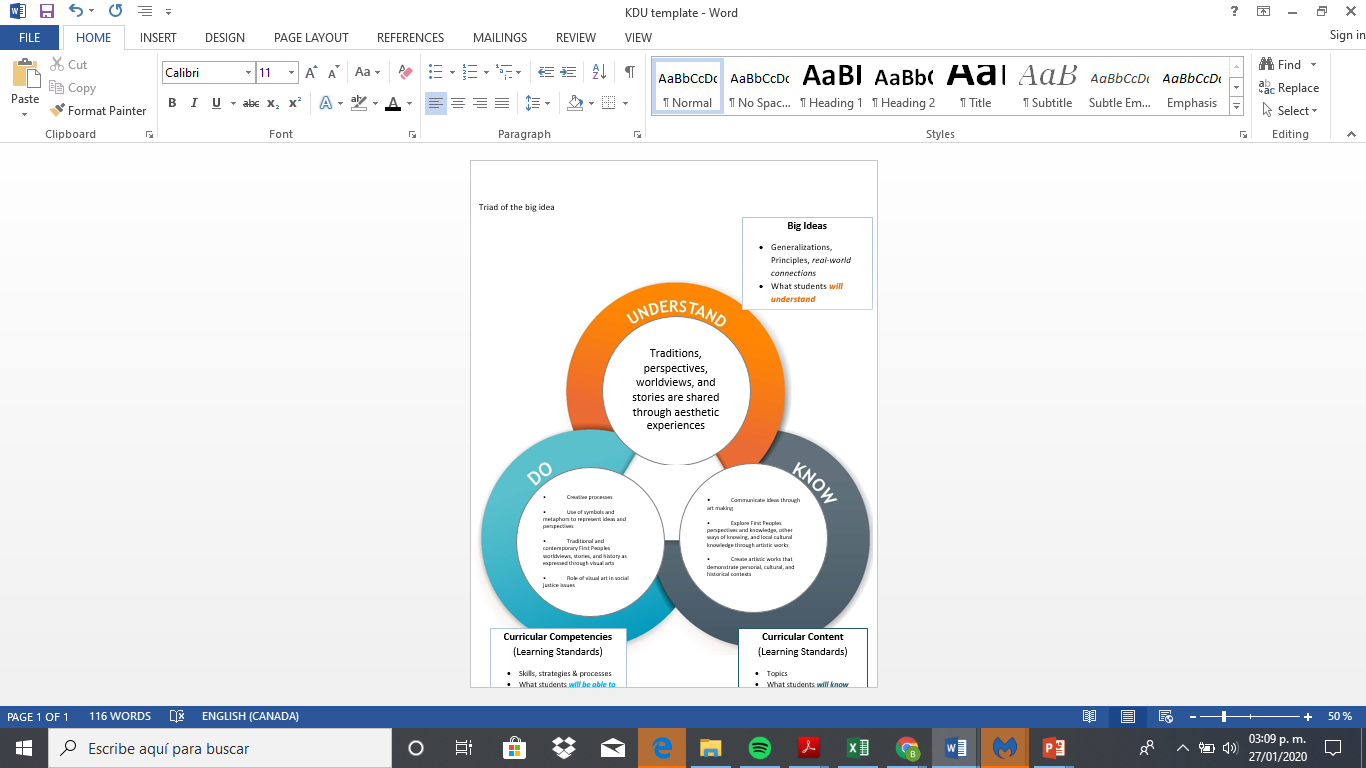 KDU template - Word
Sign in
FILE HOME INSERT DESIGN PAGE LAYOUT REFERENCES MAILINGS REVIEW VIEW
Paste
Cut
Copy
Format Painter
Clipboard
Calibri 11
Font
Paragraph
AaBbCcDc AaBbCcDc AaBl AaBbC AaB AaBbCcDc AaBbCcDc
¶ Normal ¶ No Spac... ¶ Heading 1 ¶ Heading 2 ¶ Title ¶ Subtitle Subtle Em... Emphasis
Styles
Find
Replace
Select
Editing
Triad of the big idea
Big Ideas
• Generalizations,
Principles, real-world
connections
• What students will
understand
UNDERSTAND
Traditions,
perspectives,
worldviews, and
stories are shared
through aesthetic
experiences
DO
• Creative processes
• Use of symbols and
metaphors to represent ideas and
perspectives
• Traditional and
contemporary First Peoples
worldviews, stories, and history as
expressed through visual arts
• Role of visual art in social
justice issues
KNOW
• Communicate ideas through
art making
• Explore First Peoples
perspectives and knowledge, other
ways of knowing, and local cultural
knowledge through artistic works
• Create artistic works that
demonstrate personal, cultural, and
historical contexts
Curricular Competencies
(Learning Standards)
• Skills, strategies & processes
• What students will be able to
Curricular Content
(Learning Standards)
• Topics
• What students will know
PAGE 1 OF 1 116 WORDS ENGLISH (CANADA) 50 %
Escribe aquí para buscar
03:09 p. m.
27/01/2020